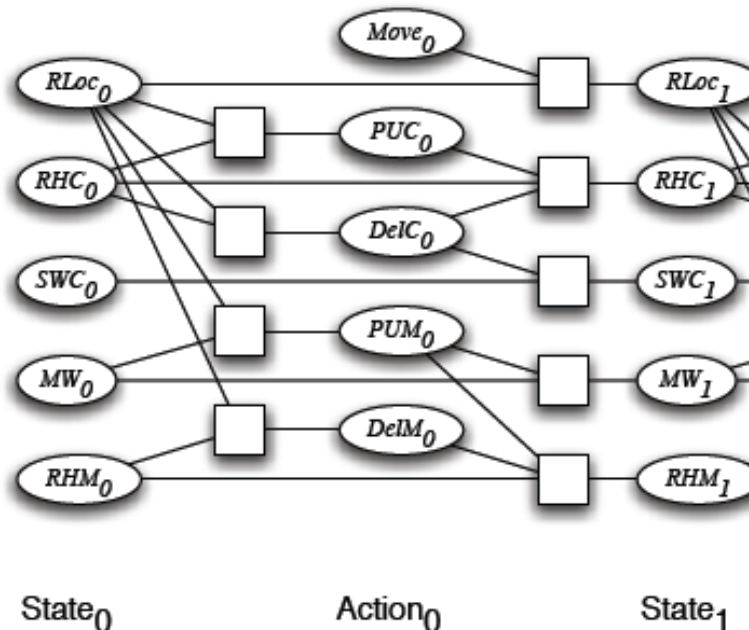 Move0
RLoc0
RLoc1
PUC0
RHC0
RHC1
DelC0
SWC0
SWC1
PUM0
MW0
MW1
DelM0
RHM0
RHM1
State0 Action0 State1